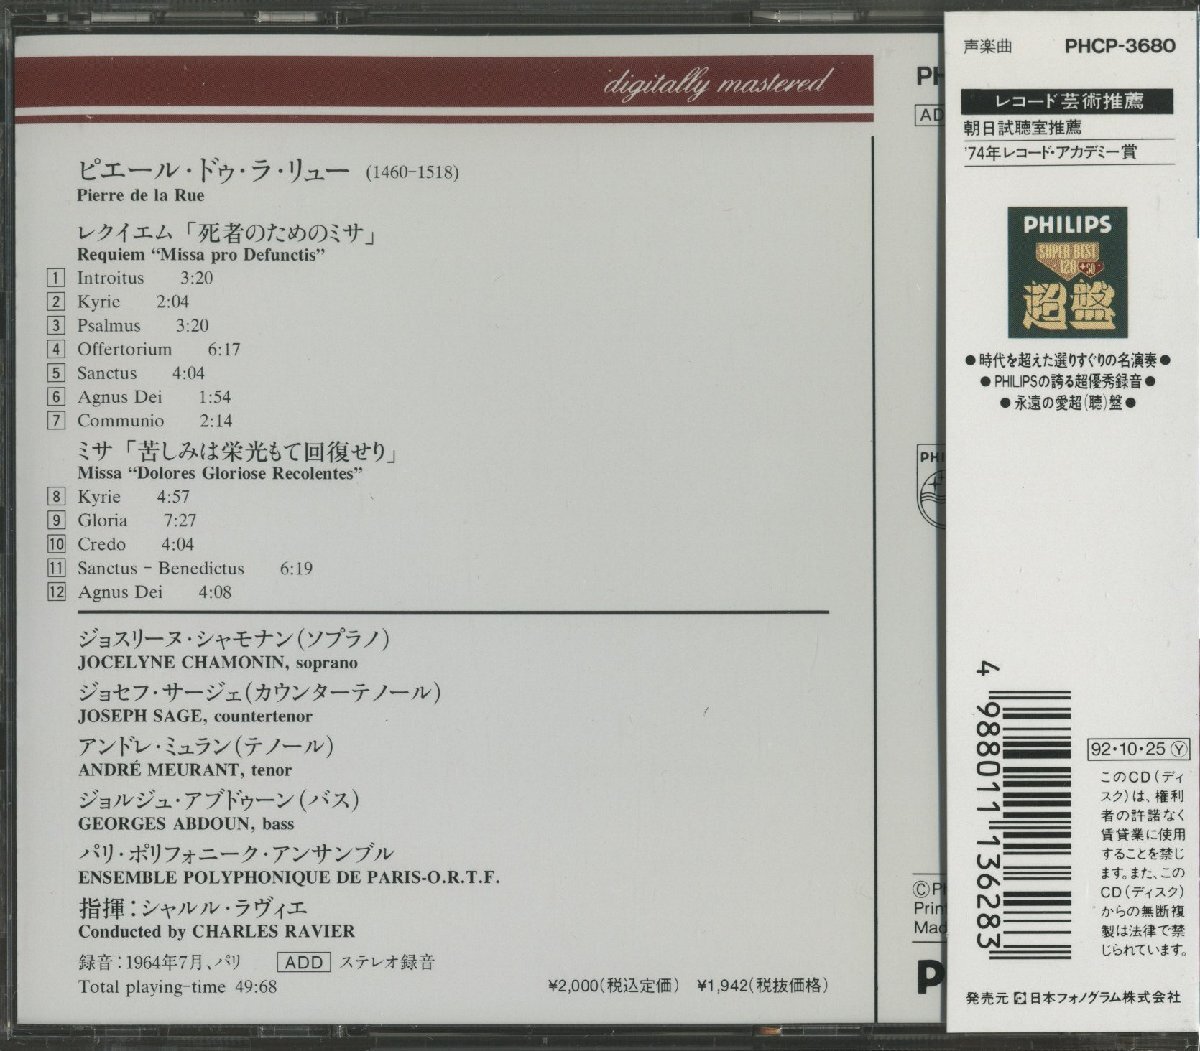 digitally mastered
ピエール・ドゥ・ラ・リュー (1460-1518)
Pierre de la Rue
レクイエム「死者のためのミサ」
Requiem “Missa pro Defunctis”
1 Introitus 3:20
2 Kyrie 2:04
3 Psalmus 3:20
4 Offertorium 6:17
5 Sanctus 4:04
6 Agnus Dei 1:54
7 Communio 2:14
ミサ「苦しみは栄光もて回復せり」
Missa “Dolores Gloriose Recolentes”
8 Kyrie 4:57
9 Gloria 7:27
10 Credo 4:04
11 Sanctus – Benedictus 6:19
12 Agnus Dei 4:08
ジョスリーヌ・シャモナン(ソプラノ)
JOCELYNE CHAMONIN, soprano
ジョセフ・サージェ(カウンターテノール)
JOSEPH SAGE, countertenor
アンドレ・ミュラン(テノール)
ANDRÉ MEURANT, tenor
ジョルジュ・アブドゥーン(バス)
GEORGES ABDOUN, bass
パリ・ポリフォニーク・アンサンブル
ENSEMBLE POLYPHONIQUE DE PARIS-O.R.T.F.
指揮:シャルル・ラヴィエ
Conducted by CHARLES RAVIER
録音:1964年7月、パリ ADD ステレオ録音
Total playing-time 49:68
¥2,000(税込定価) ¥1,942(税抜価格)
PH
AD
PHI
©Ph
Prin
Mad
P
声楽曲 PHCP-3680
レコード芸術推薦
朝日試聴室推薦
'74年レコード・アカデミー賞
PHILIPS
SUPER BEST
120
超盤
●時代を超えた選りすぐりの名演奏●
●PHILIPSの誇る超優秀録音●
●永遠の愛超(聴)盤●
4 988011 136283
92・10・25 Ⓨ
このCD(ディ
スク)は、権利
者の許諾なく
賃貸業に使用
することを禁じ
ます。また、この
CD(ディスク)
からの無断複
製は法律で禁
じられています。
発売元 日本フォノグラム株式会社